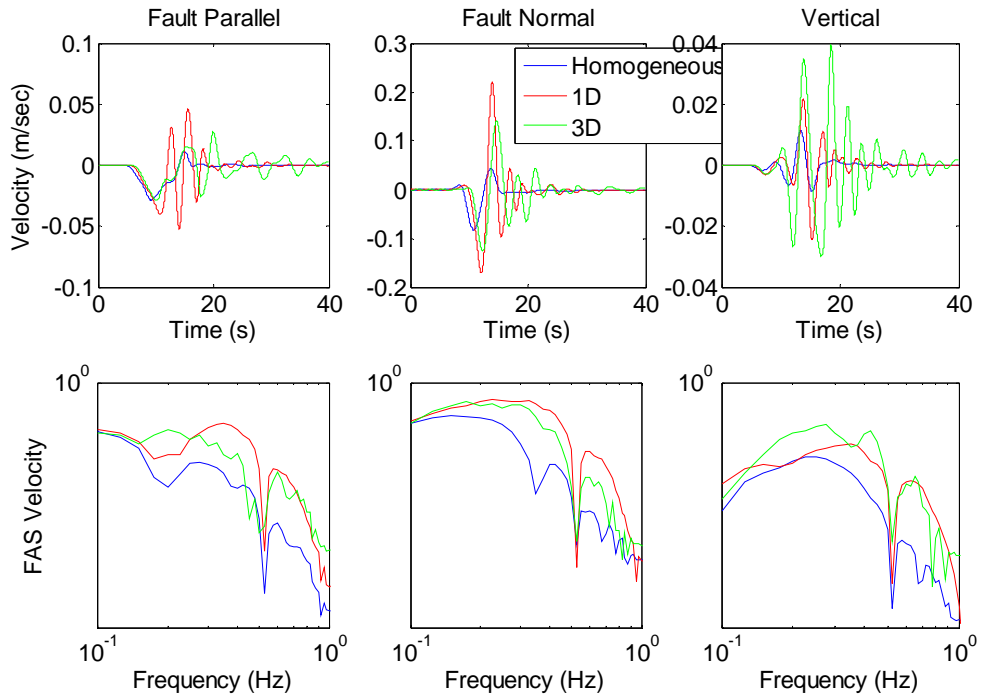 Fault Parallel
Fault Normal
Vertical
0.1
0.05
0
-0.05
-0.1
Velocity (m/sec)
0
20
40
Time (s)
0.3
0.2
0.1
0
-0.1
-0.2
0
20
40
Time (s)
Homogeneous
1D
3D
0.04
0.02
0
-0.02
-0.04
0
20
40
Time (s)
FAS Velocity
10^0
10^-1
10^0
Frequency (Hz)
10^0
10^-1
10^0
Frequency (Hz)
10^0
10^-1
10^0
Frequency (Hz)